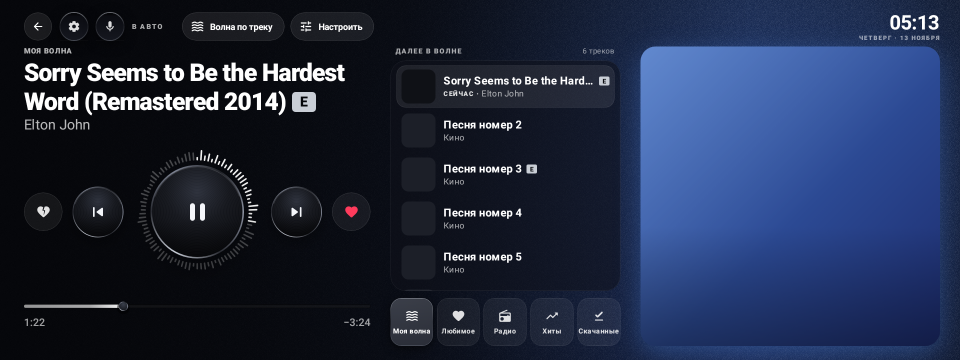 В АВТО
Волна по треку
Настроить
05:13
ЧЕТВЕРГ · 13 НОЯБРЯ
МОЯ ВОЛНА
Sorry Seems to Be the Hardest
Word (Remastered 2014) E
Elton John
1:22
−3:24
ДАЛЕЕ В ВОЛНЕ
6 треков
Sorry Seems to Be the Hard... E
СЕЙЧАС · Elton John
Песня номер 2
Кино
Песня номер 3 E
Кино
Песня номер 4
Кино
Песня номер 5
Кино
Моя волна
Любимое
Радио
Хиты
Скачанные